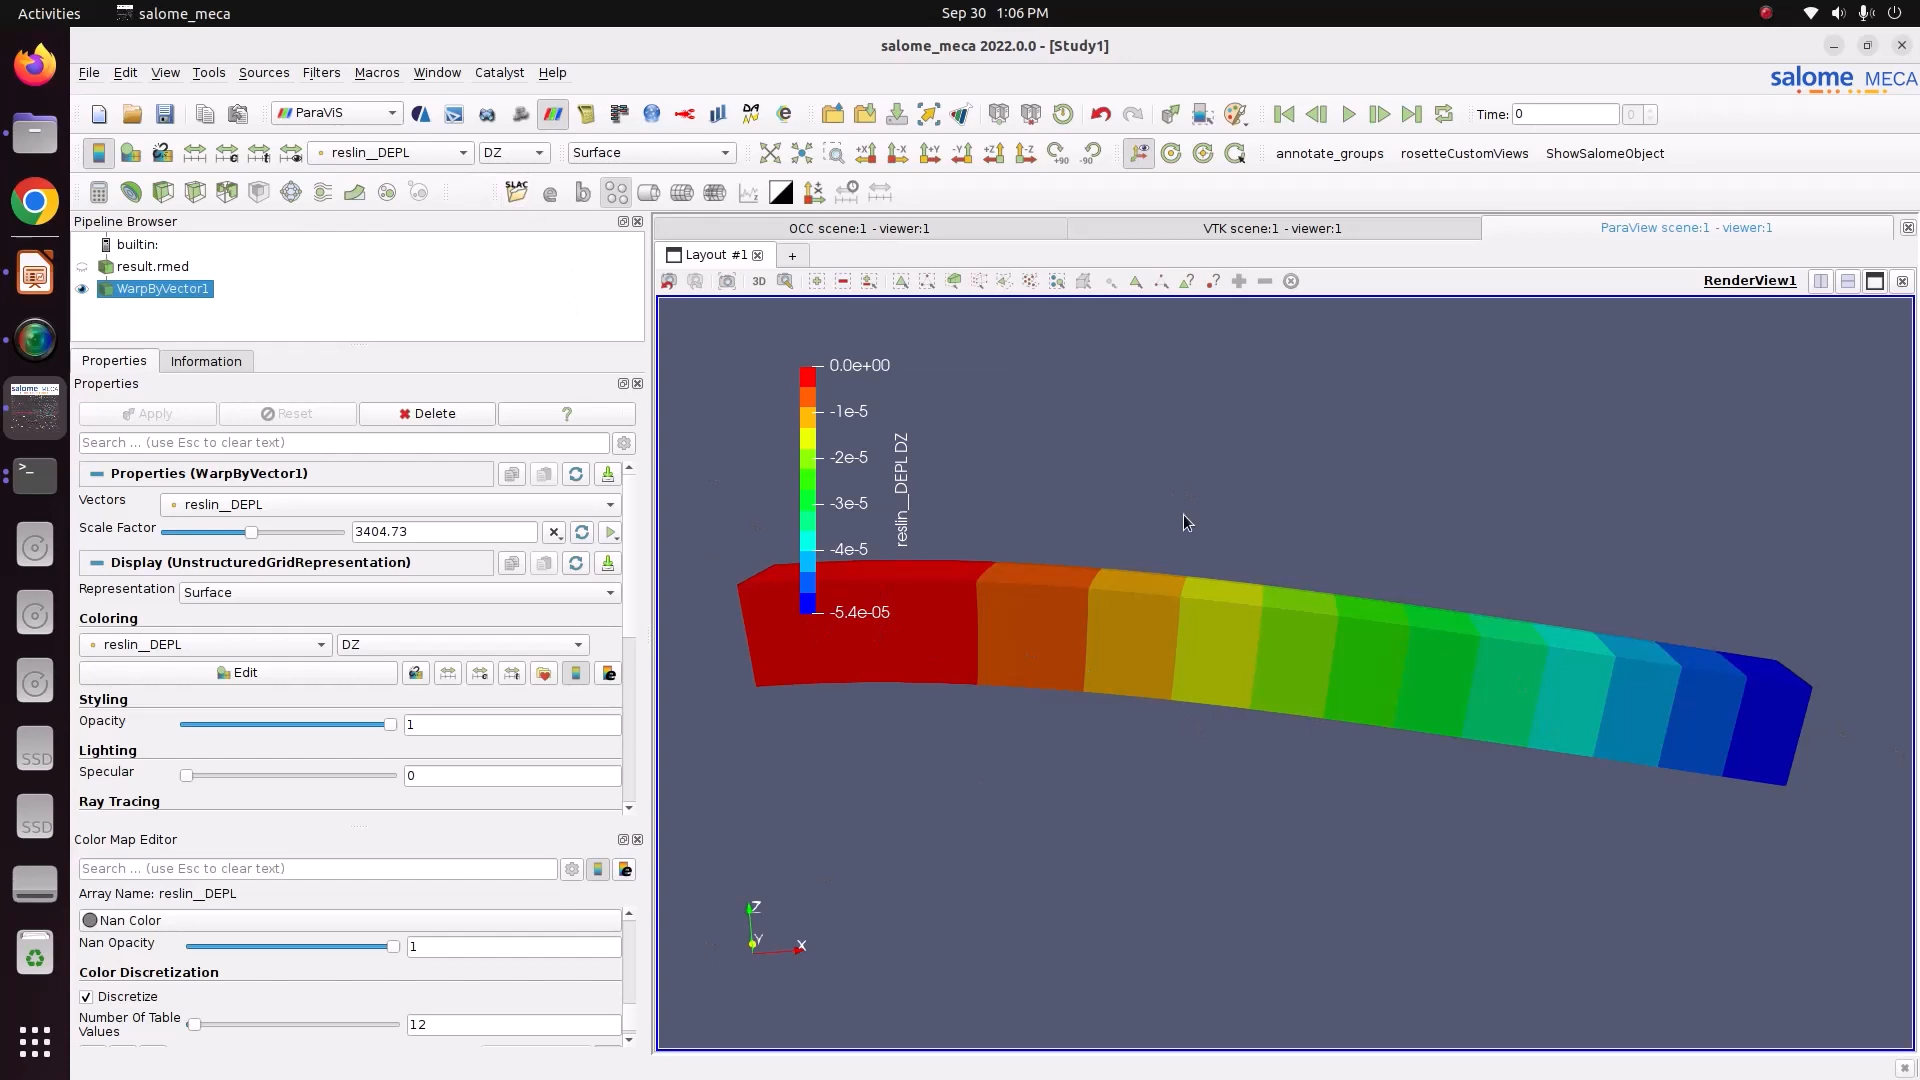 Activities
salome_meca
Sep 30 1:06 PM
salome_meca 2022.0.0 - [Study1]
File Edit View Tools Sources Filters Macros Window Catalyst Help
salome MECA
ParaViS
Time: 0
0
reslin__DEPL
DZ
Surface
annotate_groups
rosetteCustomViews
ShowSalomeObject
SLAC
Pipeline Browser
builtin:
result.rmed
WarpByVector1
OCC scene:1 - viewer:1
VTK scene:1 - viewer:1
ParaView scene:1 - viewer:1
Layout #1
3D
RenderView1
Properties
Information
Properties
Apply
Reset
Delete
?
Search ... (use Esc to clear text)
Properties (WarpByVector1)
Vectors
reslin__DEPL
Scale Factor
3404.73
Display (UnstructuredGridRepresentation)
Representation
Surface
Coloring
reslin__DEPL
DZ
Edit
Styling
Opacity
1
Lighting
Specular
0
Ray Tracing
Color Map Editor
Search ... (use Esc to clear text)
Array Name: reslin__DEPL
Nan Color
Nan Opacity
1
Color Discretization
Discretize
Number Of Table
Values
12
0.0e+00
-1e-5
-2e-5
-3e-5
-4e-5
-5.4e-05
reslin__DEPL DZ
Z
Y
X
SSD
SSD